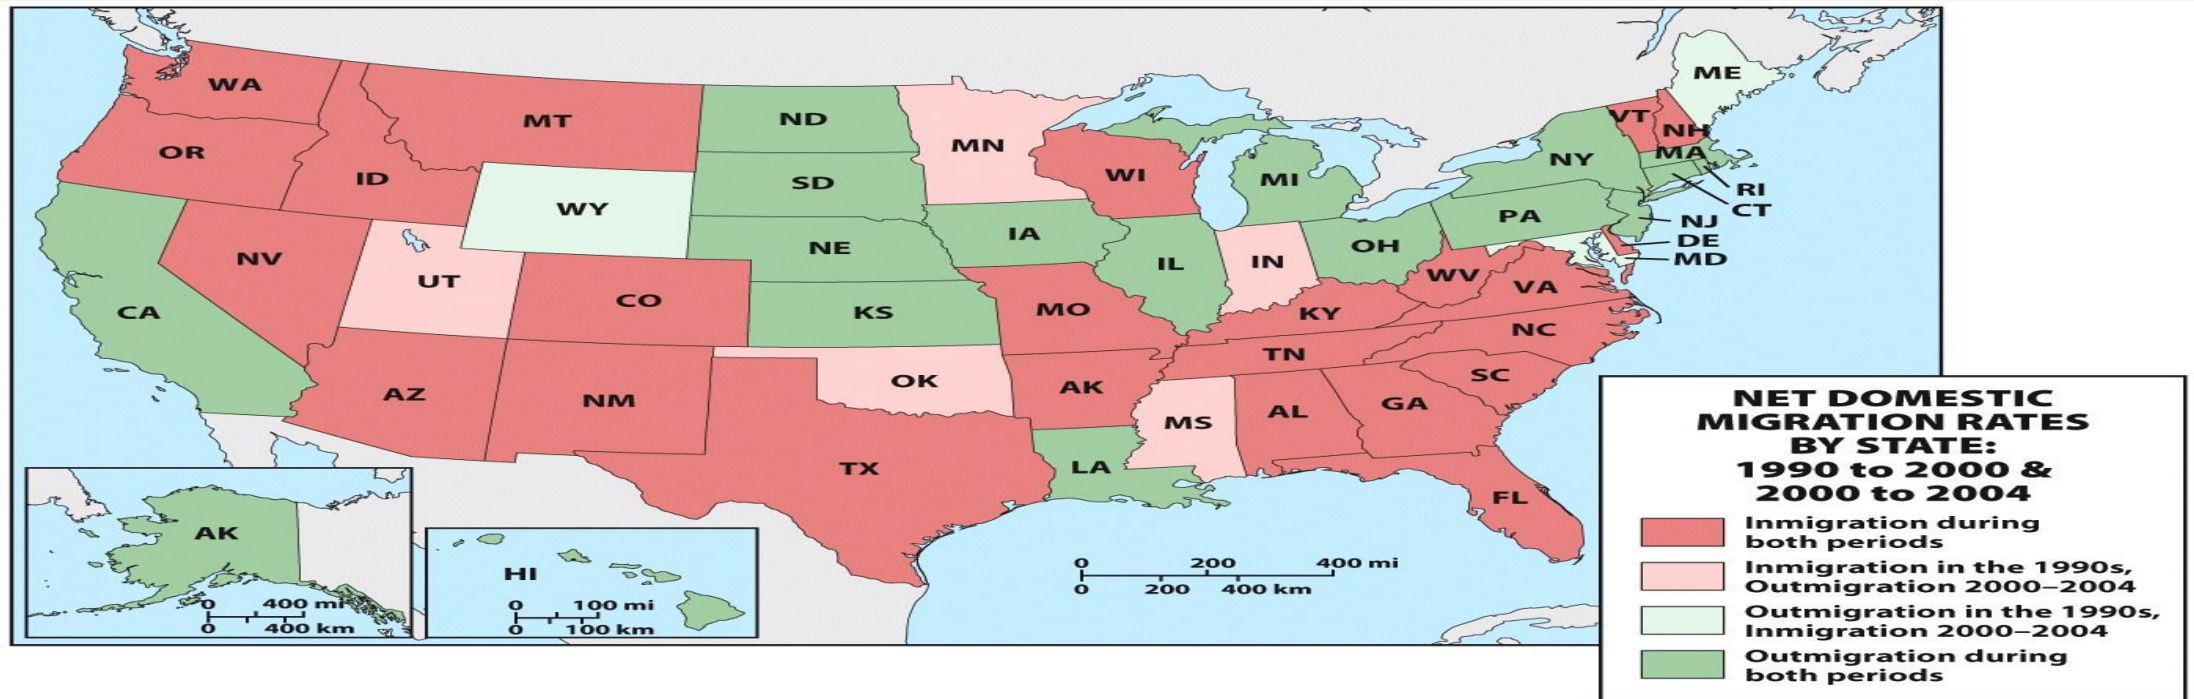 ME
WA
VT
MT
ND
NH
MN
OR
MA
NY
WI
ID
MI
SD
RI
WY
CT
PA
NJ
IA
DE
NE
OH
NV
MD
IN
IL
WV
UT
VA
CO
MO
CA
KS
KY
NC
TN
SC
OK
AK
AZ
NM
GA
AL
MS
NET DOMESTIC
MIGRATION RATES
BY STATE:
1990 to 2000 &
2000 to 2004
TX
LA
FL
Inmigration during
both periods
Inmigration in the 1990s,
Outmigration 2000–2004
Outmigration in the 1990s,
Inmigration 2000–2004
Outmigration during
both periods
AK
0 400 mi
0 400 km
HI
0 100 mi
0 100 km
0 200 400 mi
0 200 400 km